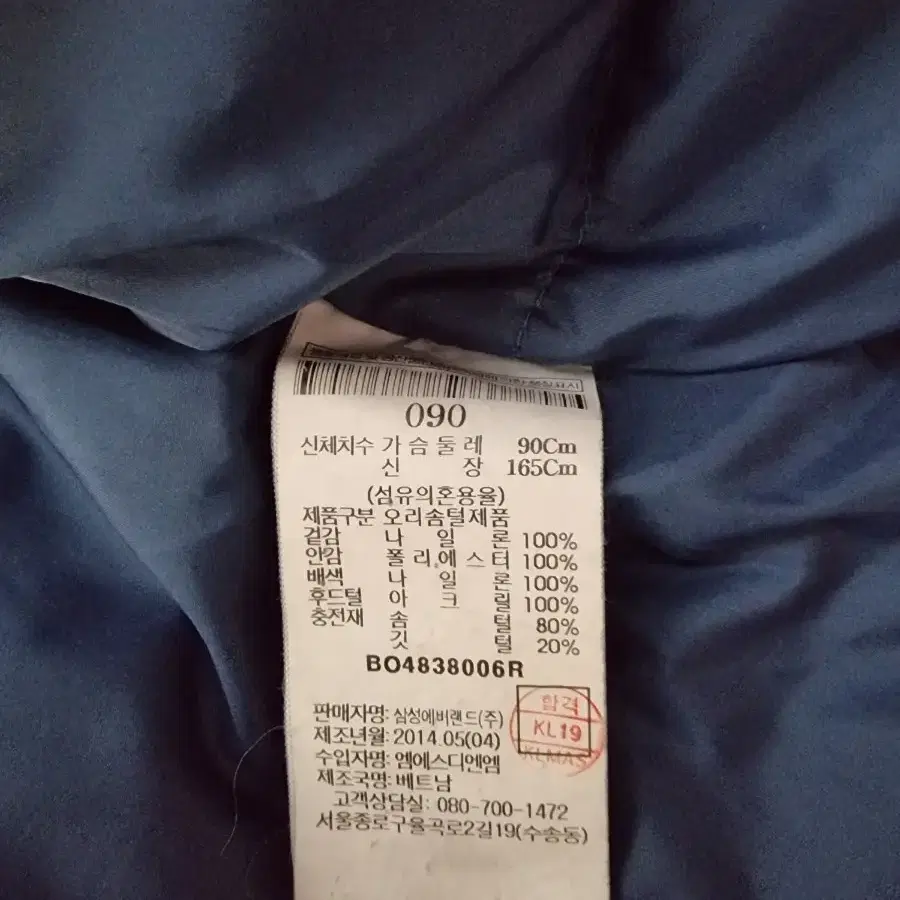 090
신체치수 가슴둘레 90Cm
신장 165Cm
(섬유의혼용율)
제품구분 오리솜털제품
겉감 나일론 100%
안감 폴리에스터 100%
배색 나일론 100%
후드털 아크릴 100%
충전재 솜털 80%
깃털 20%
BO4838006R
판매자명: 삼성에버랜드(주)
제조년월: 2014.05(04)
수입자명: 엠에스디엔엠
제조국명: 베트남
고객상담실: 080-700-1472
서울종로구율곡로2길19(수송동)
합격
KL19
KLMAS